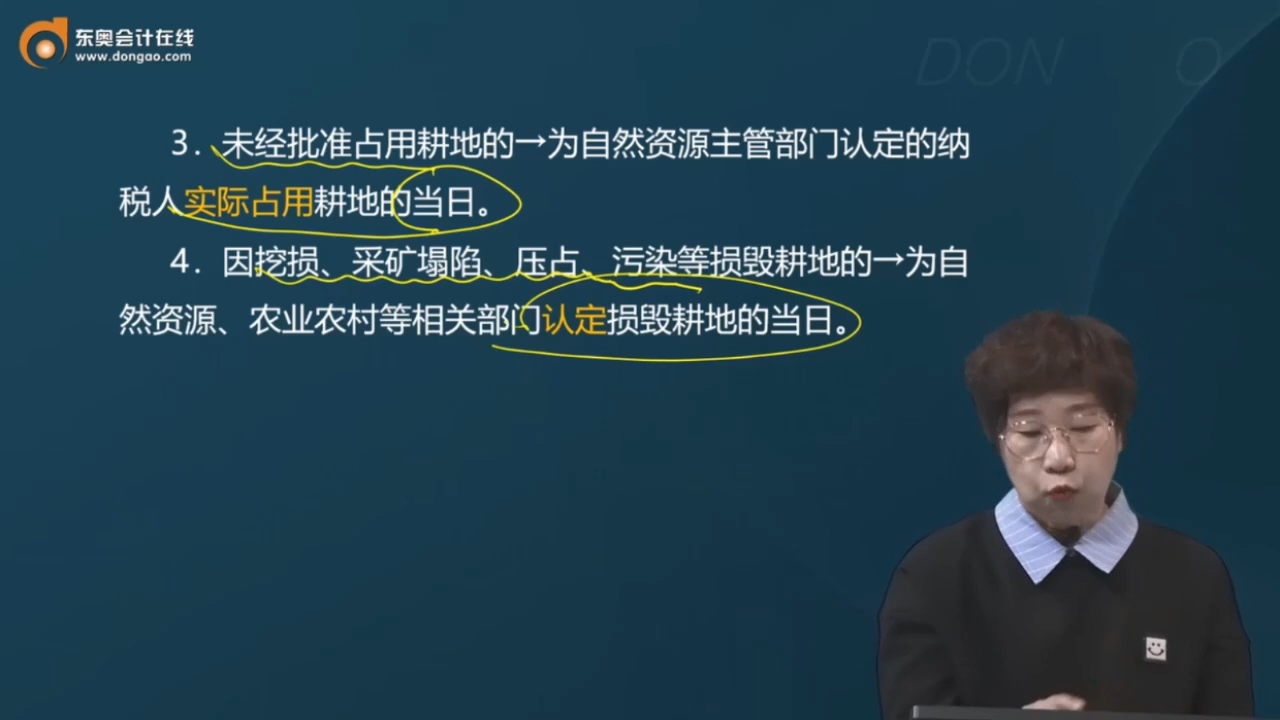 东奥会计在线
www.dongao.com
DON O
3．未经批准占用耕地的→为自然资源主管部门认定的纳
税人实际占用耕地的当日。
4．因挖损、采矿塌陷、压占、污染等损毁耕地的→为自
然资源、农业农村等相关部门认定损毁耕地的当日。